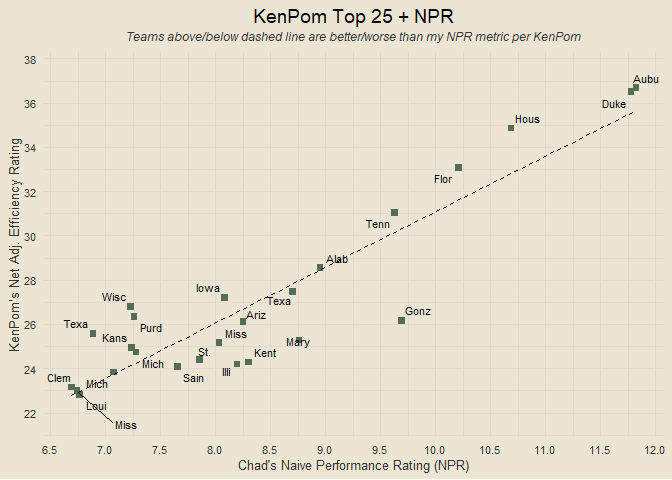 KenPom Top 25 + NPR
Teams above/below dashed line are better/worse than my NPR metric per KenPom
KenPom's Net Adj. Efficiency Rating
38
36
34
32
30
28
26
24
22
Aubu
Duke
Hous
Flor
Tenn
Alab
Iowa
Texa
Wisc
Gonz
Ariz
Texa
Purd
Miss
Kans
Mary
St.
Kent
Mich
Illi
Sain
Clem
Mich
Loui
Miss
6.5 7.0 7.5 8.0 8.5 9.0 9.5 10.0 10.5 11.0 11.5 12.0
Chad's Naive Performance Rating (NPR)